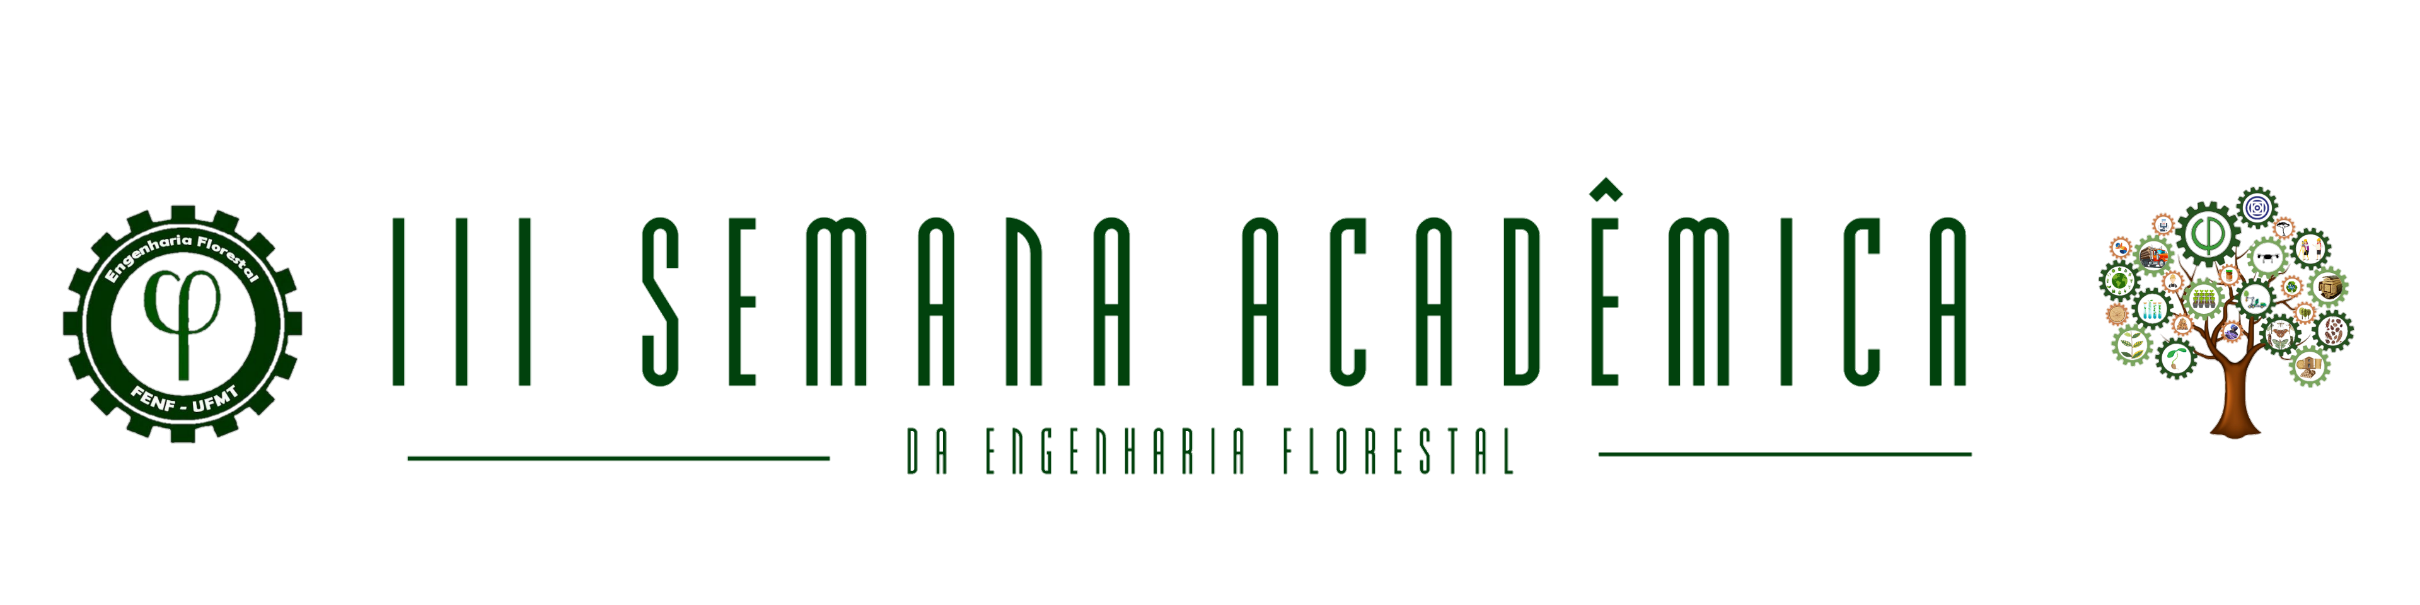 Engenharia Florestal
φ
FENF - UFMT
III SEMANA ACADÊMICA
DA ENGENHARIA FLORESTAL
φ